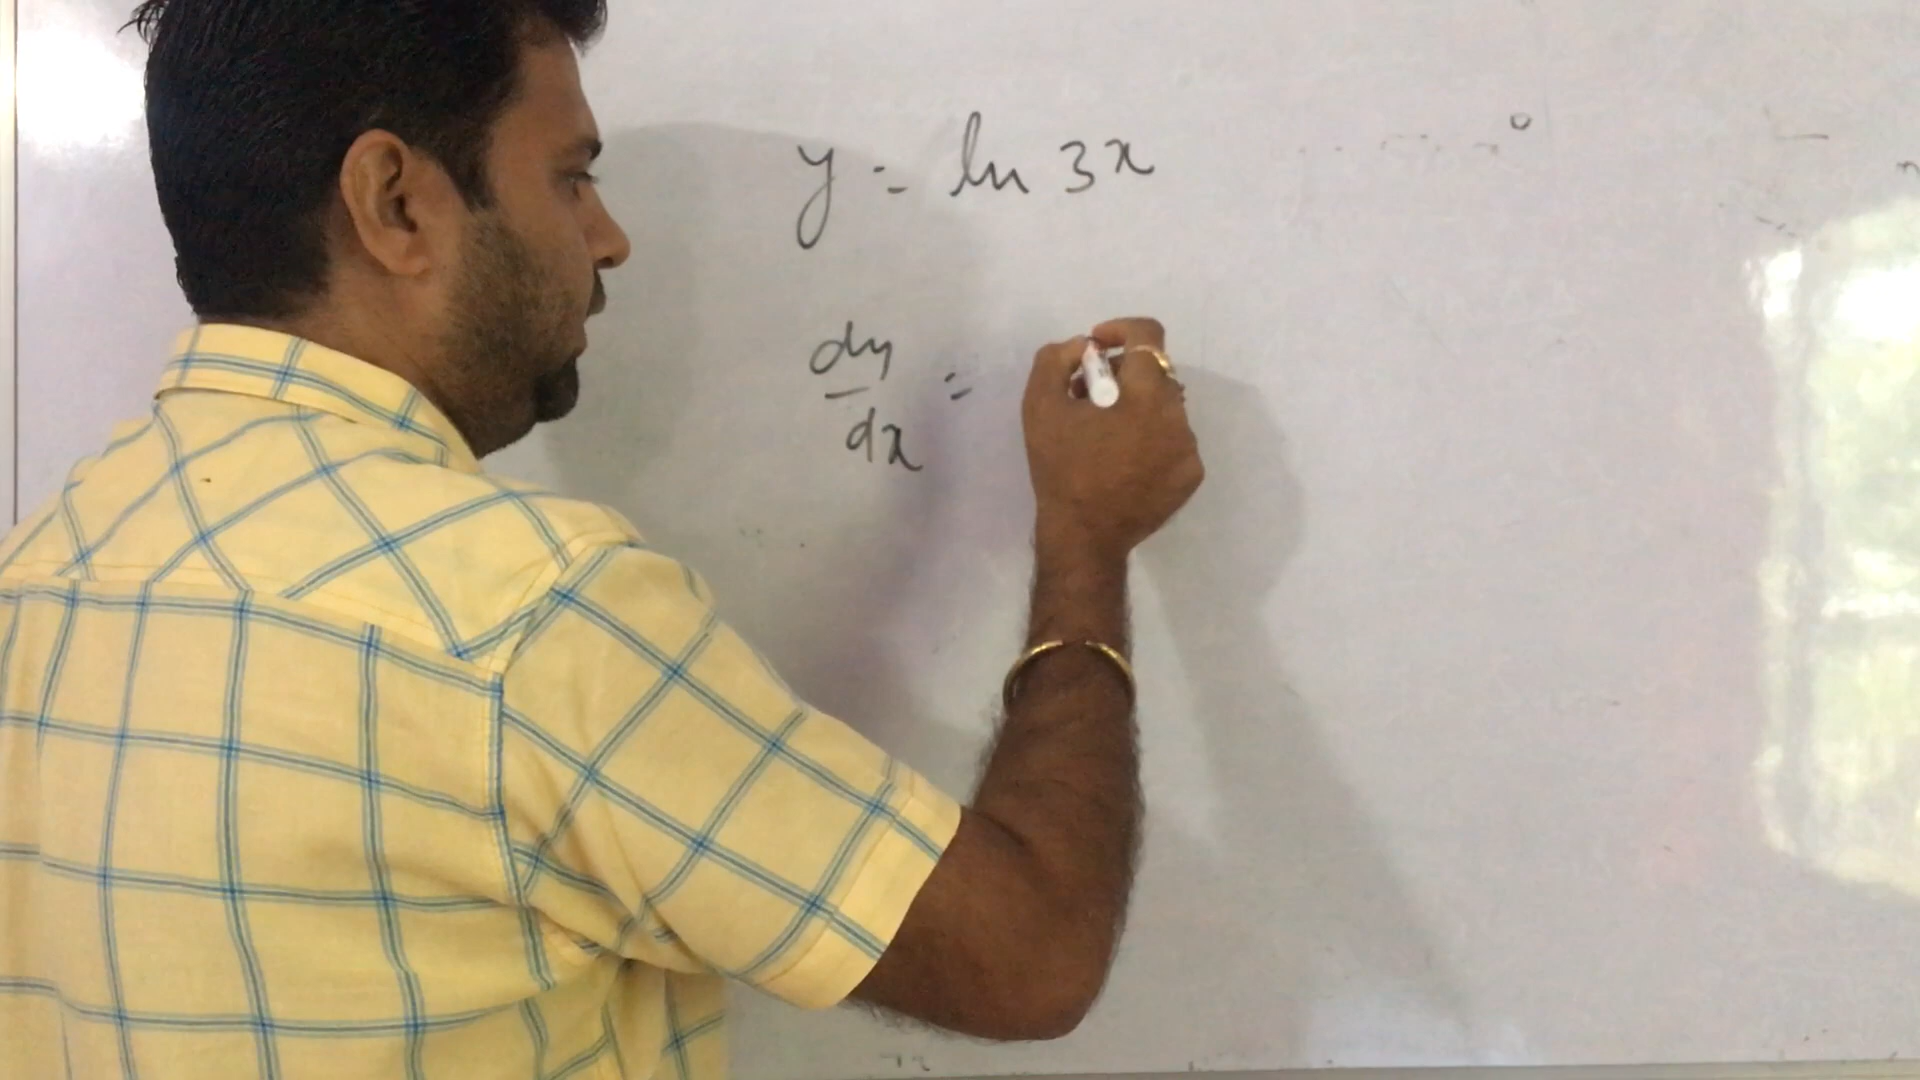 y = ln 3x
dy
dx =